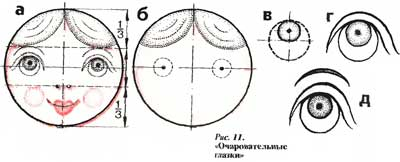 а
1/3
1/3
б
в
г
д
Рис. 11.
«Очаровательные
глазки»